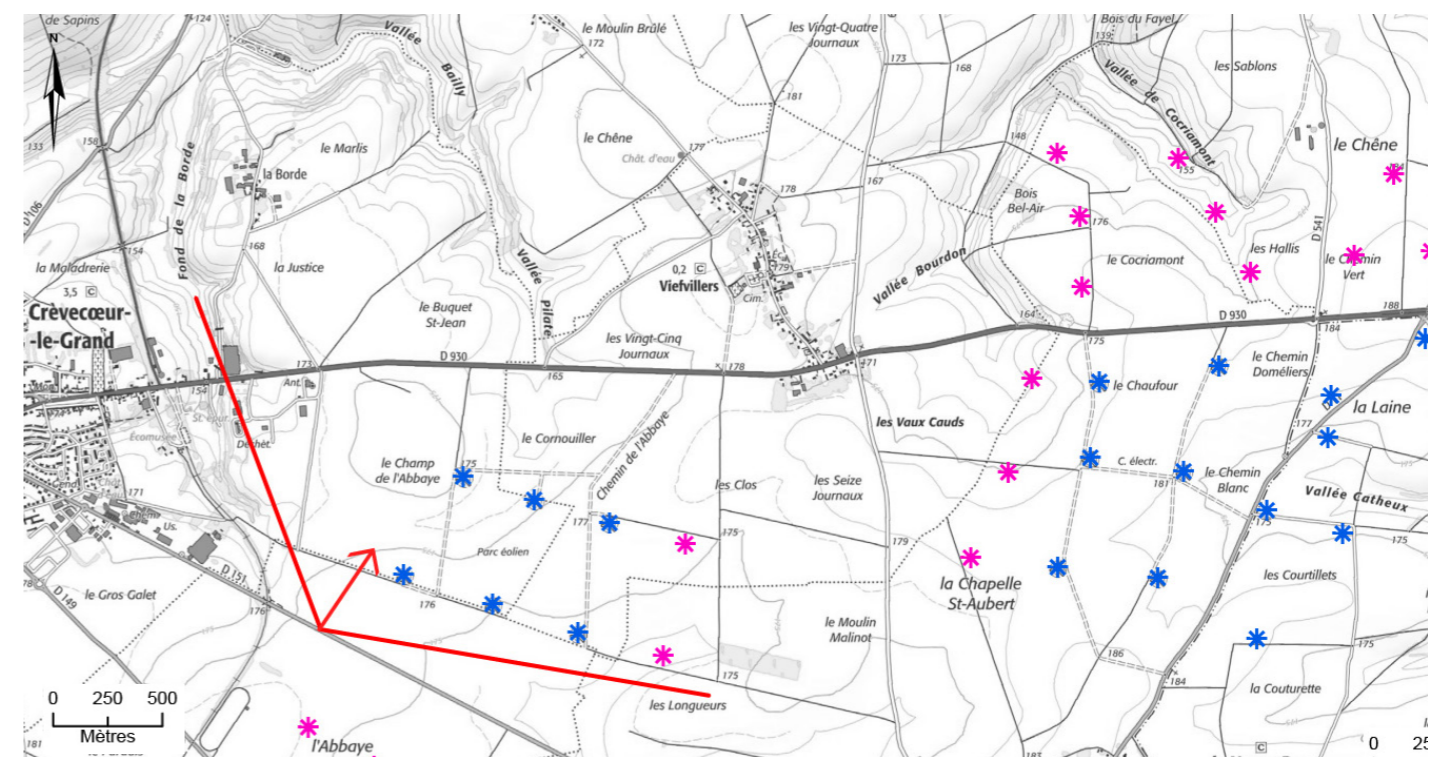 de Sapins
124
Vallée
le Moulin Brûlé
172
les Vingt-Quatre
Journaux
Bois du Fayel
139
N
Bailly
173
168
Vallée de Cocriamont
les Sablons
181
133
158
Fond de la Borde
le Marlis
la Borde
le Chêne
Chât. d'eau
177
148
le Chêne
155
D 106
178
167
Bois
Bel-Air
176
154
168
la Maladrerie
la Justice
Vallée Pilate
0,2 C
Viefvillers
Cim.
179
Vallée Bourdon
le Cocriamont
les Hallis
D 541
le Chemin
Vert
3,5 C
Crèvecœur-
-le-Grand
le Buquet
St-Jean
les Vingt-Cinq
Journaux
164
D 930
188
184
173
D 930
165
178
171
175
154
Ant.
le Chemin
Doméliers
le Chaufour
la Laine
Écomusée
Déchèt.
le Cornouiller
les Vaux Cauds
177
le Champ
de l'Abbaye
175
Chemin de l'Abbaye
C. électr.
181
le Chemin
Blanc
171
les Clos
les Seize
Journaux
Vallée Catheux
Us.
177
175
175
175
Parc éolien
179
D 151
176
la Chapelle
St-Aubert
les Courtillets
D 149
le Gros Galet
176
le Moulin
Malinot
186
175
184
la Couturette
0 250 500
Mètres
les Longueurs
l'Abbaye
181
183
C
0 25